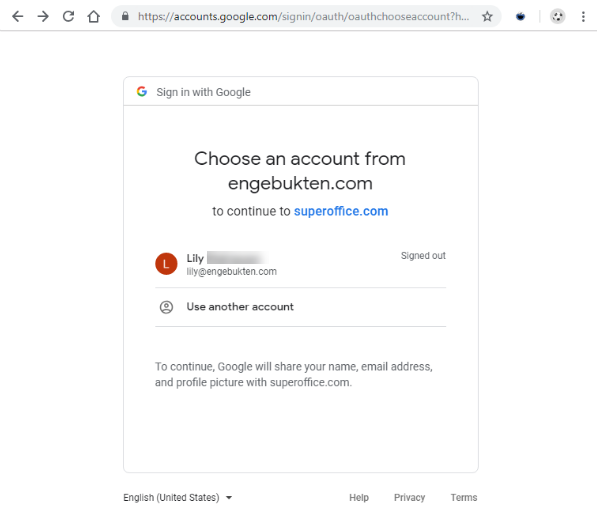 https://accounts.google.com/signin/oauth/oauthchooseaccount?h...
Sign in with Google
Choose an account from
engebukten.com
to continue to superoffice.com
L
Lily
Signed out
lily@engebukten.com
Use another account
To continue, Google will share your name, email address,
and profile picture with superoffice.com.
English (United States)
Help Privacy Terms